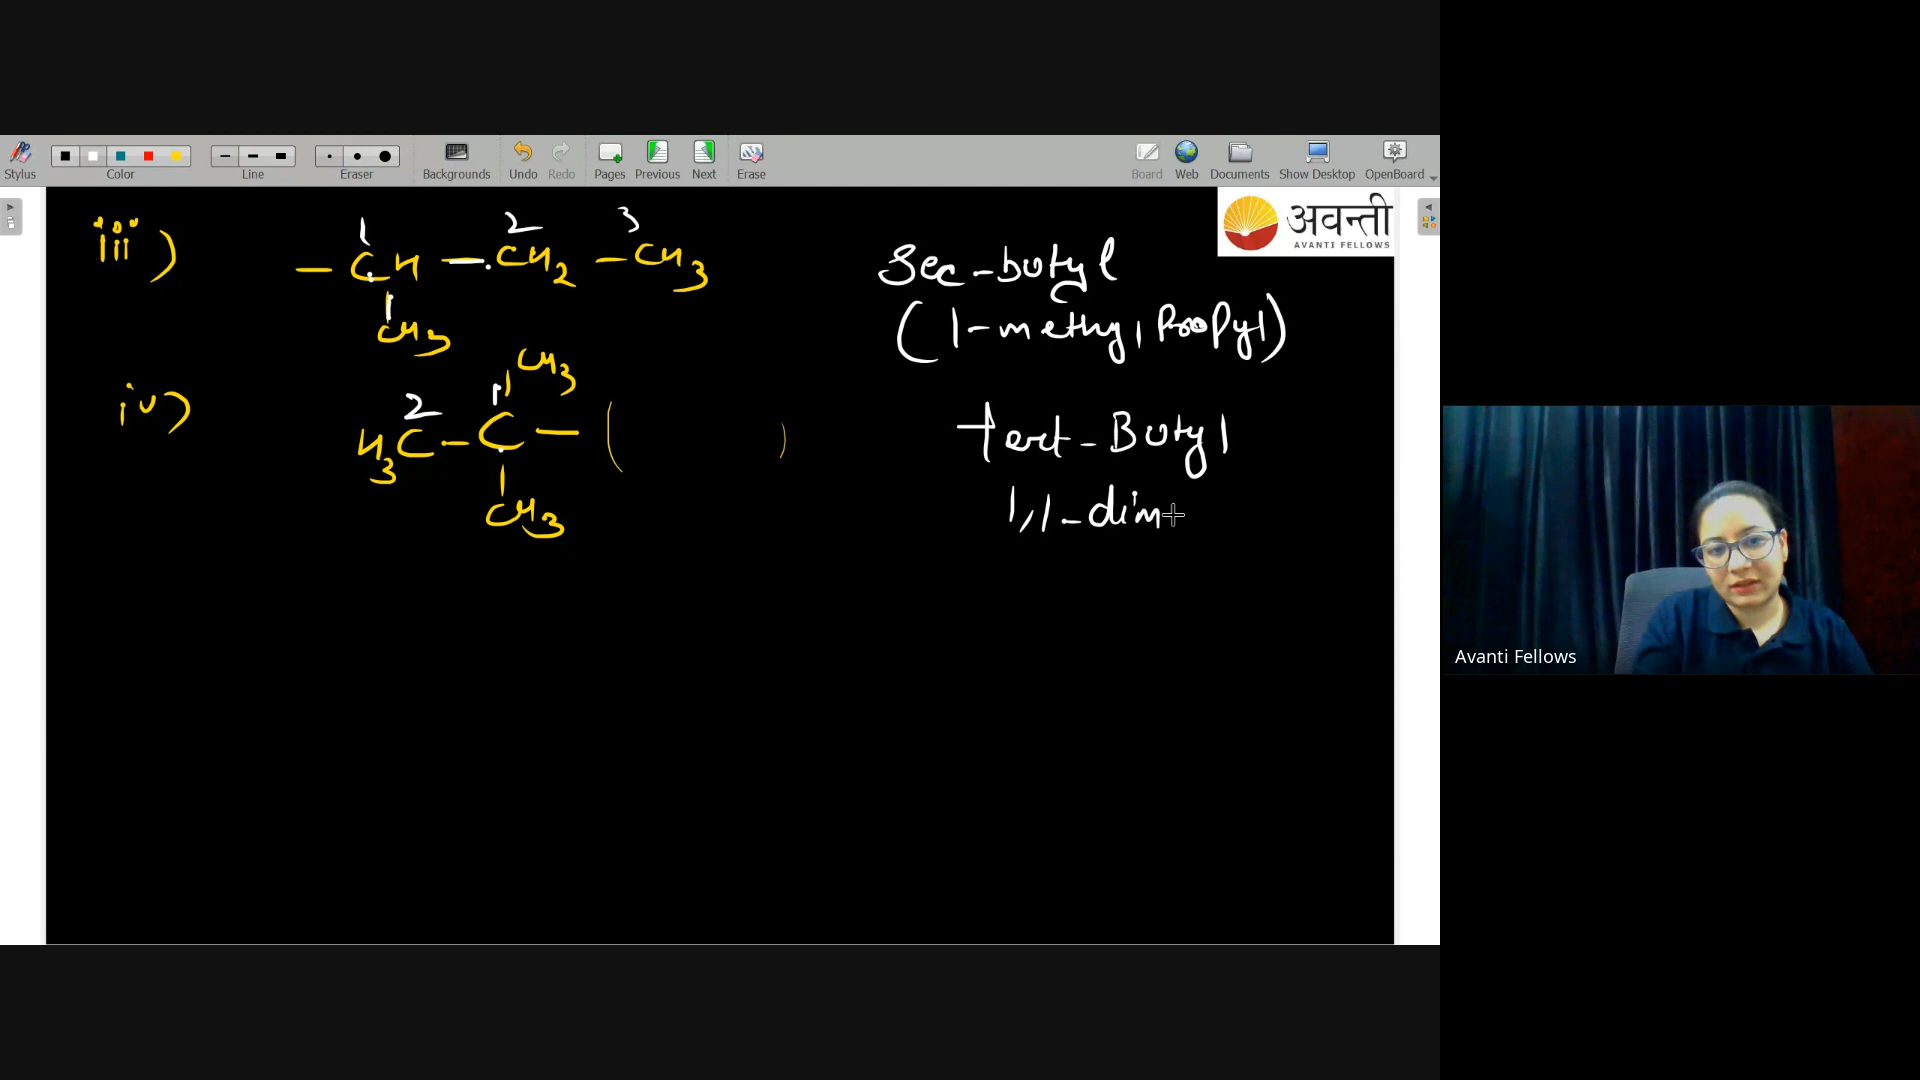 Stylus Color Line Eraser Backgrounds Undo Redo Pages Previous Next Erase Board Web Documents Show Desktop OpenBoard
अवन्ती
AVANTI FELLOWS
1 2 3
iii) — CH — CH2 — CH3
CH3
sec-butyl
(1-methylpropyl)
CH3
2 1
iv) H3C — C — ( )
CH3
tert-Butyl
1,1-dim
Avanti Fellows